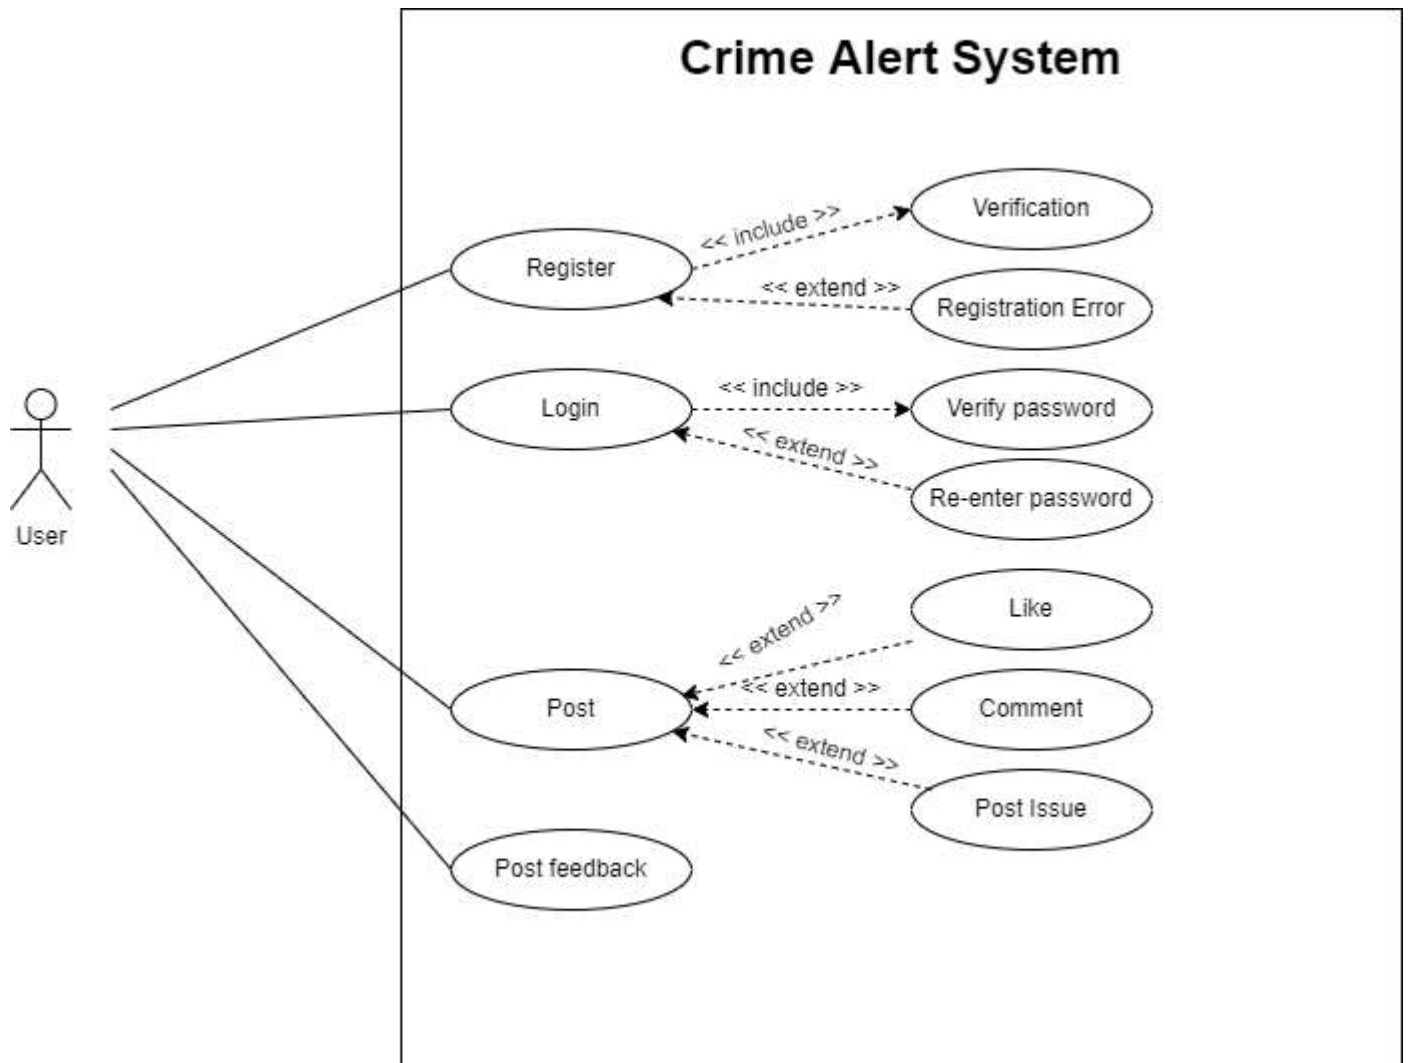 Crime Alert System
Verification
<< include >>
Register
<< extend >>
Registration Error
<< include >>
Login
Verify password
<< extend >>
Re-enter password
User
<< extend >>
Like
<< extend >>
Post
Comment
<< extend >>
Post Issue
Post feedback